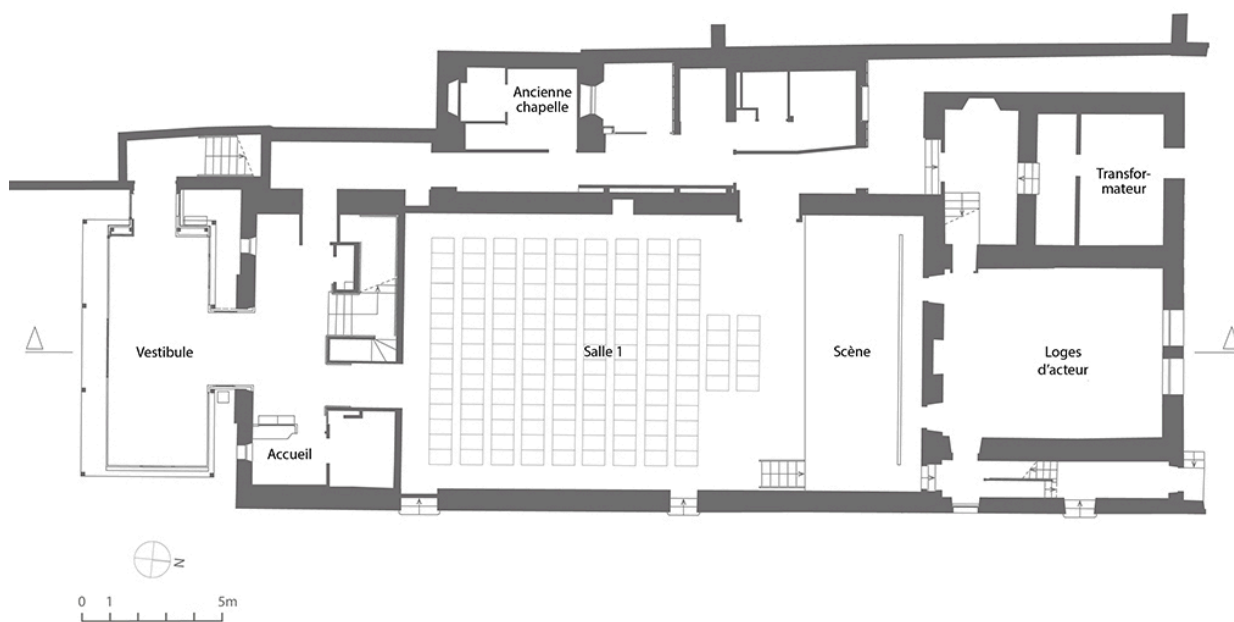 Ancienne
chapelle
Transfor-
mateur
Vestibule
Salle 1
Scène
Loges
d'acteur
Accueil
N
0 1 5m